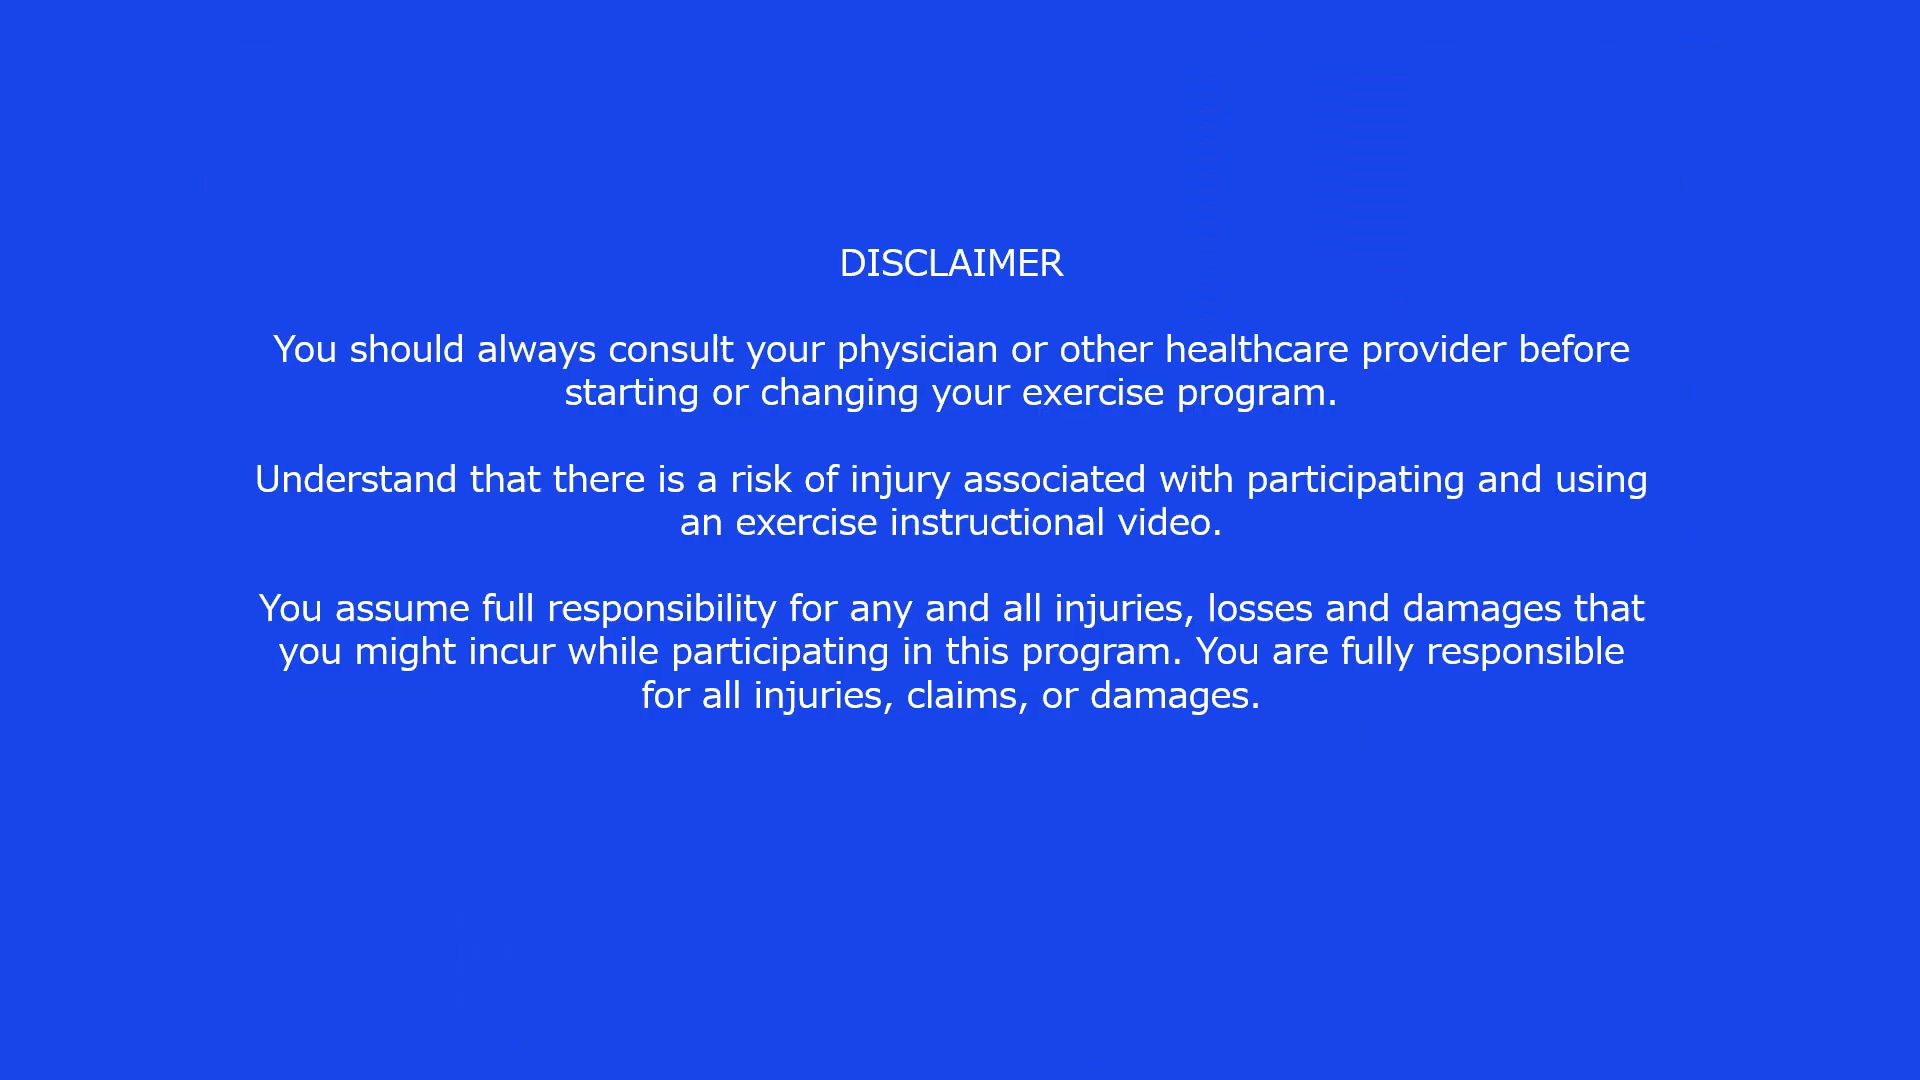 DISCLAIMER
You should always consult your physician or other healthcare provider before
starting or changing your exercise program.
Understand that there is a risk of injury associated with participating and using
an exercise instructional video.
You assume full responsibility for any and all injuries, losses and damages that
you might incur while participating in this program. You are fully responsible
for all injuries, claims, or damages.